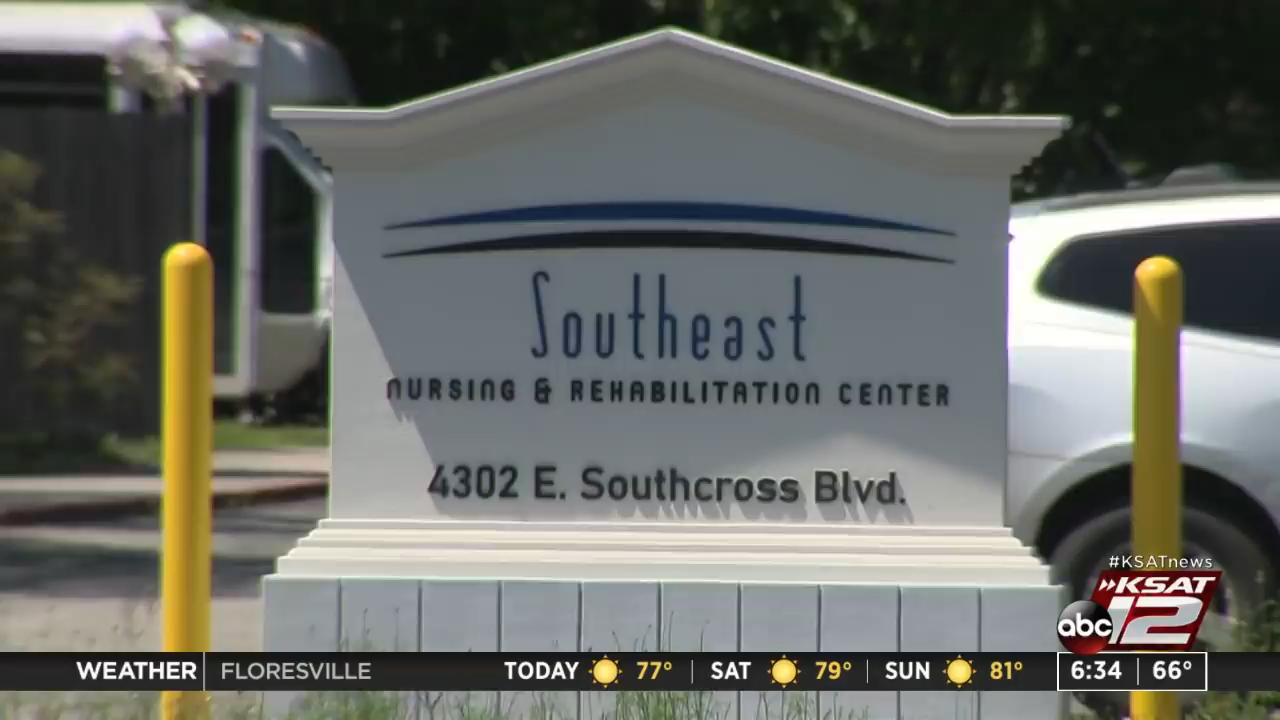 Southeast
NURSING & REHABILITATION CENTER
4302 E. Southcross Blvd.
#KSATnews
KSAT
abc 12
WEATHER FLORESVILLE TODAY 77° SAT 79° SUN 81° 6:34 66°